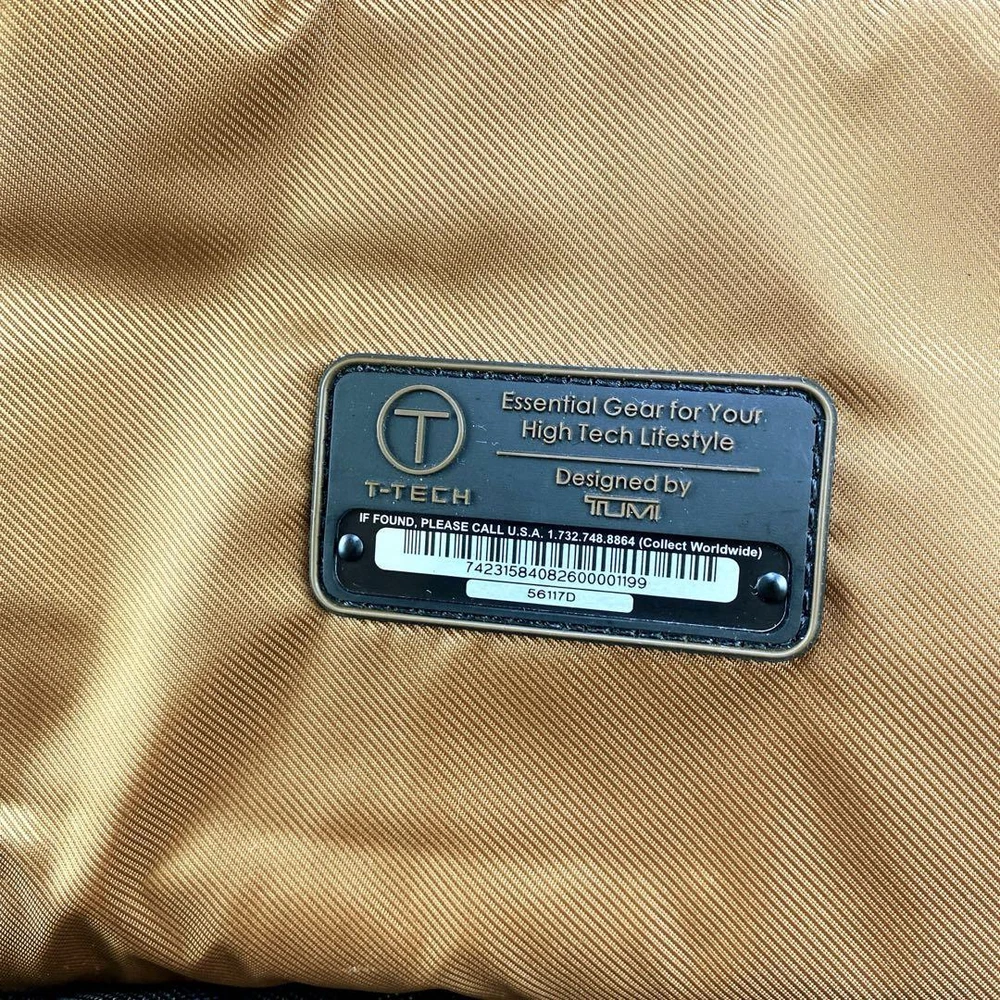 T
T-TECH
Essential Gear for Your
High Tech Lifestyle
Designed by
TUMI
IF FOUND, PLEASE CALL U.S.A. 1.732.748.8864 (Collect Worldwide)
74231584082600001199
56117D